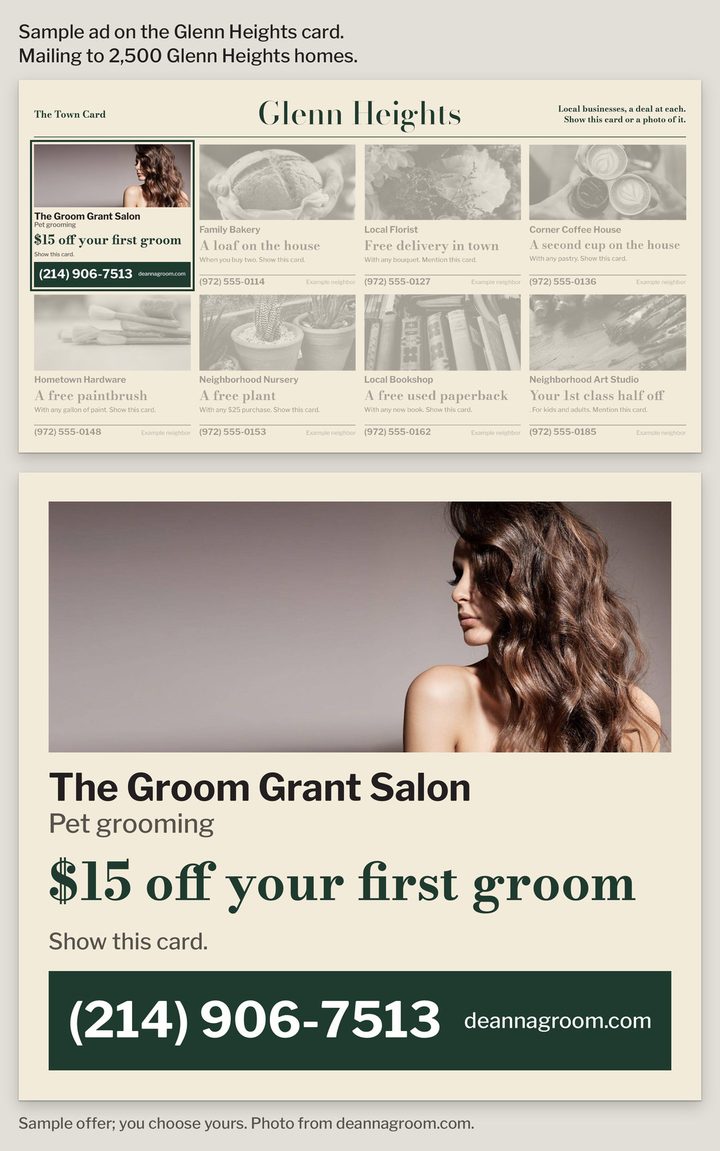 Sample ad on the Glenn Heights card.
Mailing to 2,500 Glenn Heights homes.
The Town Card
Glenn Heights
Local businesses, a deal at each.
Show this card or a photo of it.
The Groom Grant Salon
Pet grooming
$15 off your first groom
Show this card.
(214) 906-7513 deannagroom.com
Family Bakery
A loaf on the house
When you buy two. Show this card.
(972) 555-0114 Example neighbor
Local Florist
Free delivery in town
With any bouquet. Mention this card.
(972) 555-0127 Example neighbor
Corner Coffee House
A second cup on the house
With any pastry. Show this card.
(972) 555-0136 Example neighbor
Hometown Hardware
A free paintbrush
With any gallon of paint. Show this card.
(972) 555-0148 Example neighbor
Neighborhood Nursery
A free plant
With any $25 purchase. Show this card.
(972) 555-0153 Example neighbor
Local Bookshop
A free used paperback
With any new book. Show this card.
(972) 555-0162 Example neighbor
Neighborhood Art Studio
Your 1st class half off
For kids and adults. Mention this card.
(972) 555-0185 Example neighbor
The Groom Grant Salon
Pet grooming
$15 off your first groom
Show this card.
(214) 906-7513 deannagroom.com
Sample offer; you choose yours. Photo from deannagroom.com.